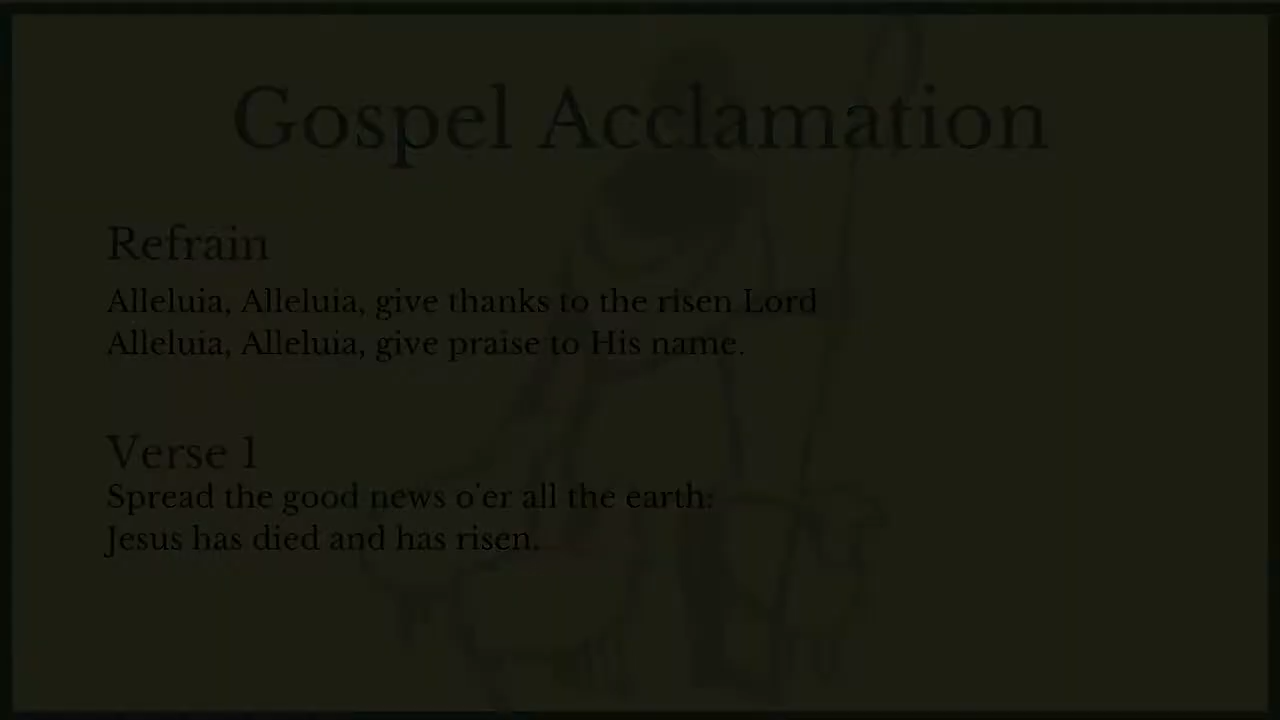 Gospel Acclamation
Refrain
Alleluia, Alleluia, give thanks to the risen Lord
Alleluia, Alleluia, give praise to His name.
Verse 1
Spread the good news o'er all the earth:
Jesus has died and has risen.